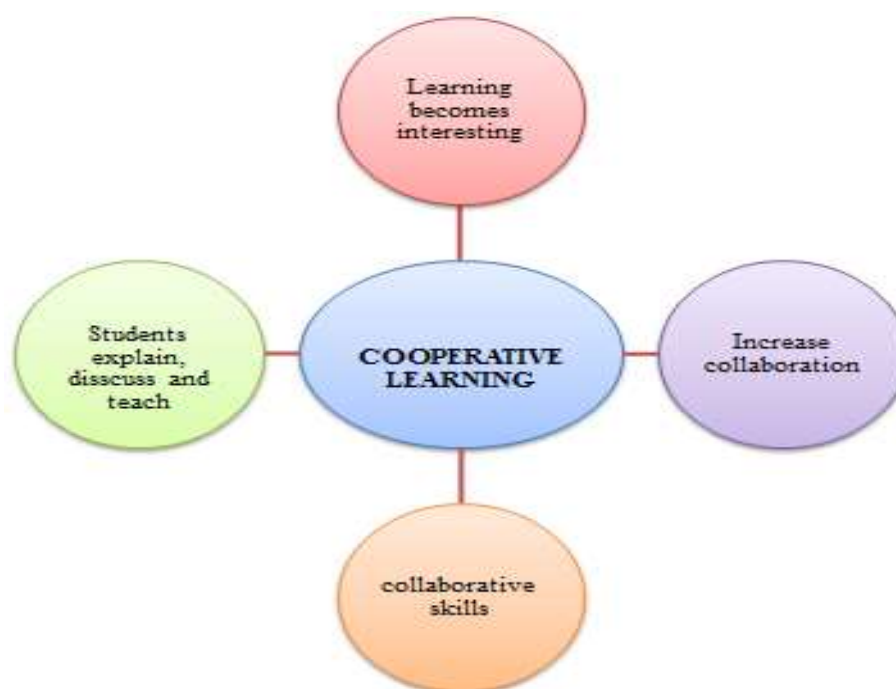 Learning
becomes
interesting
Students
explain,
disscuss and
teach
COOPERATIVE
LEARNING
Increase
collaboration
collaborative
skills